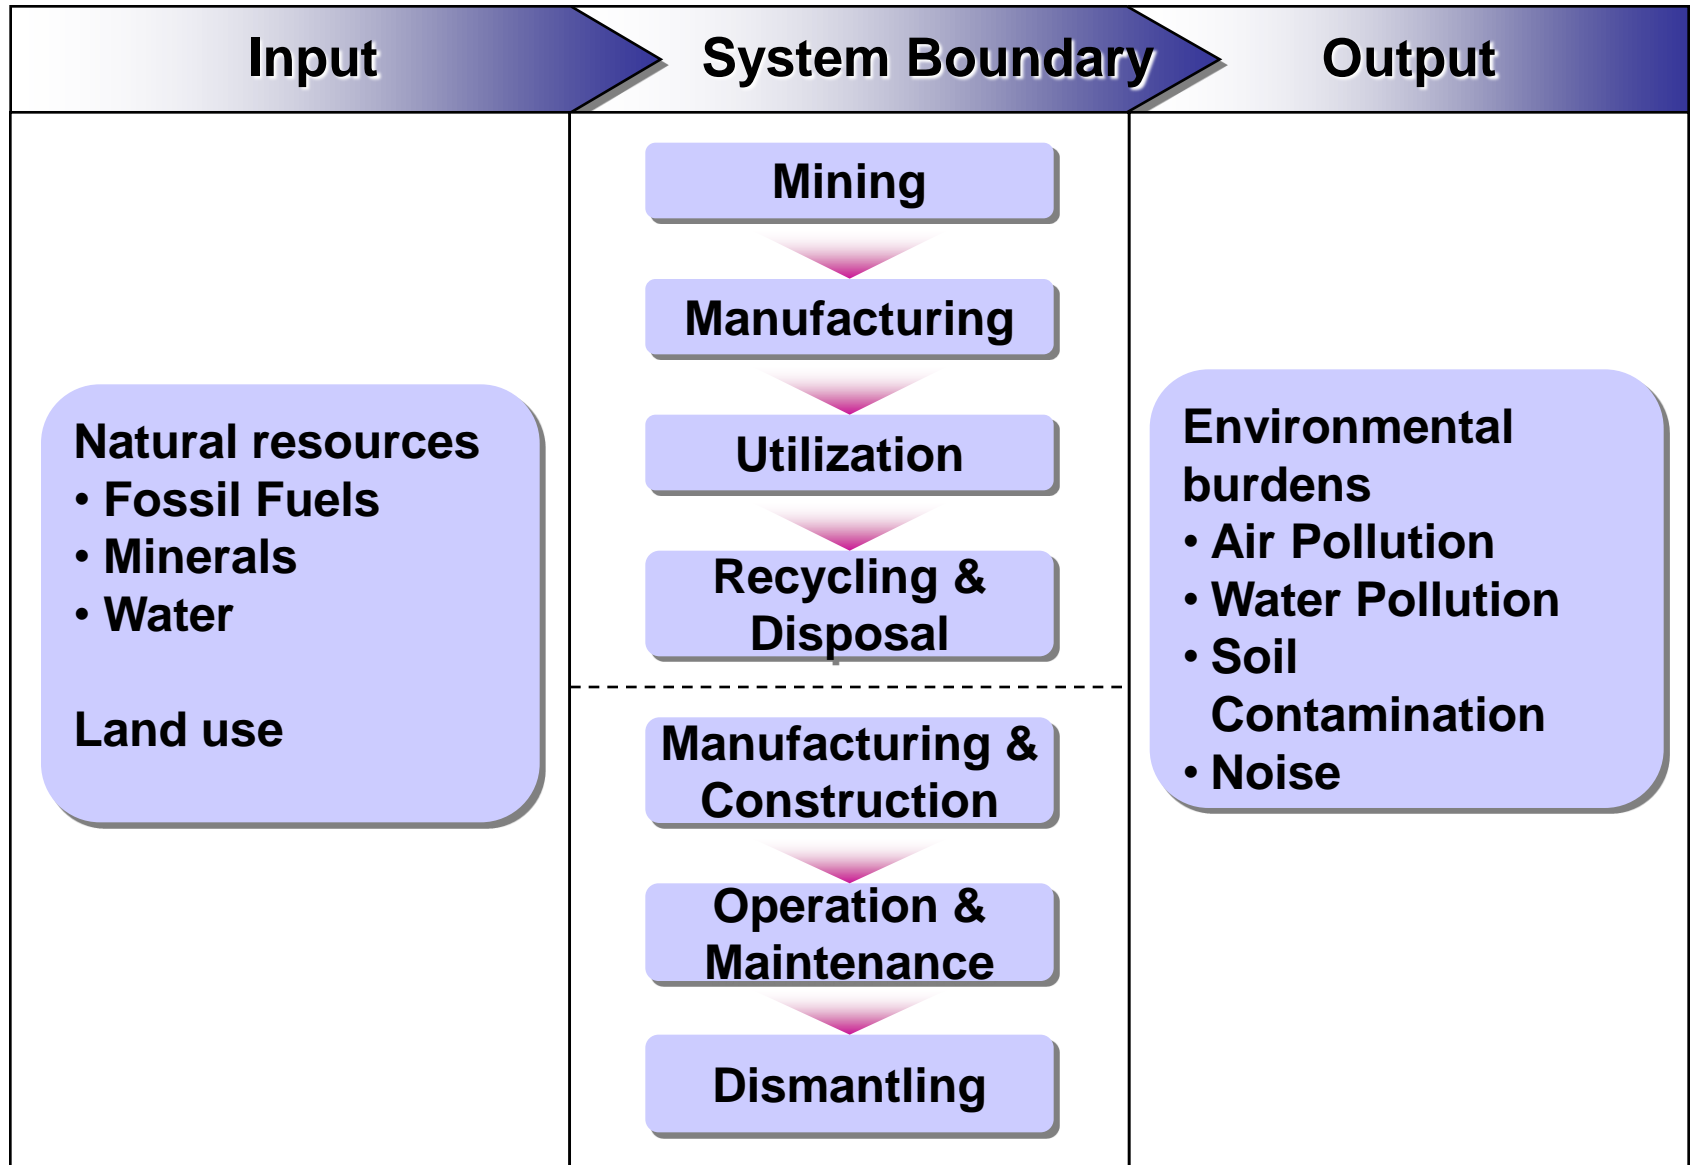 Input
System Boundary
Output
Natural resources
• Fossil Fuels
• Minerals
• Water
Land use
Mining
Manufacturing
Utilization
Recycling &
Disposal
Manufacturing &
Construction
Operation &
Maintenance
Dismantling
Environmental
burdens
• Air Pollution
• Water Pollution
• Soil
Contamination
• Noise